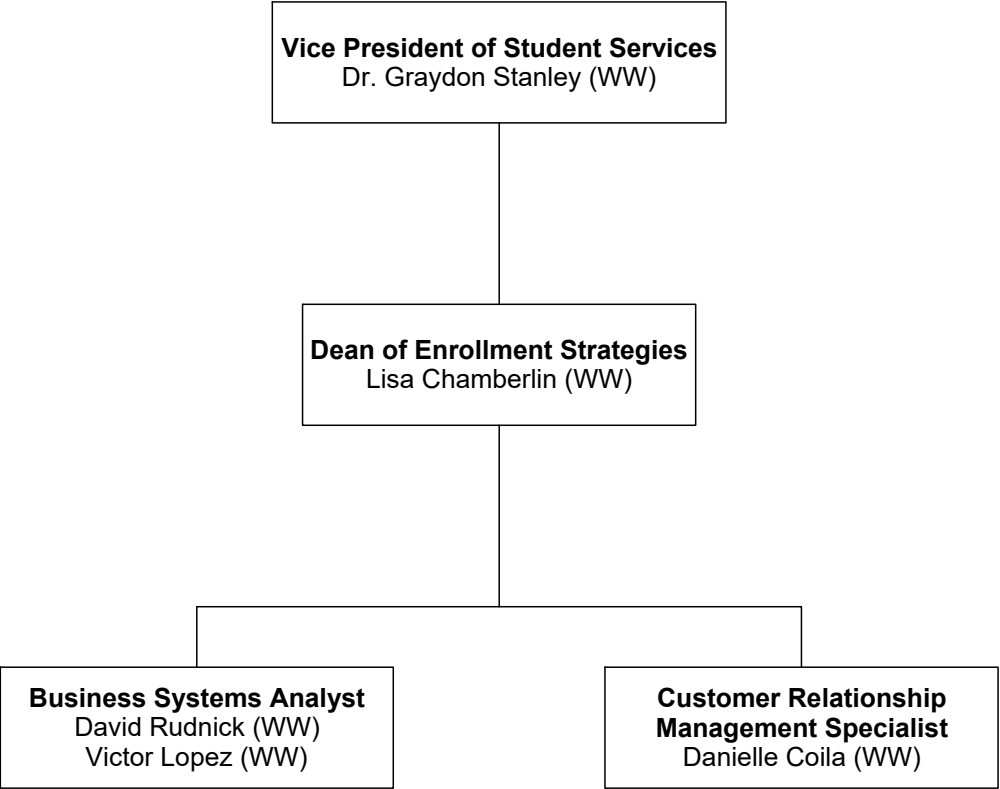 Vice President of Student Services
Dr. Graydon Stanley (WW)
Dean of Enrollment Strategies
Lisa Chamberlin (WW)
Business Systems Analyst
David Rudnick (WW)
Victor Lopez (WW)
Customer Relationship
Management Specialist
Danielle Coila (WW)